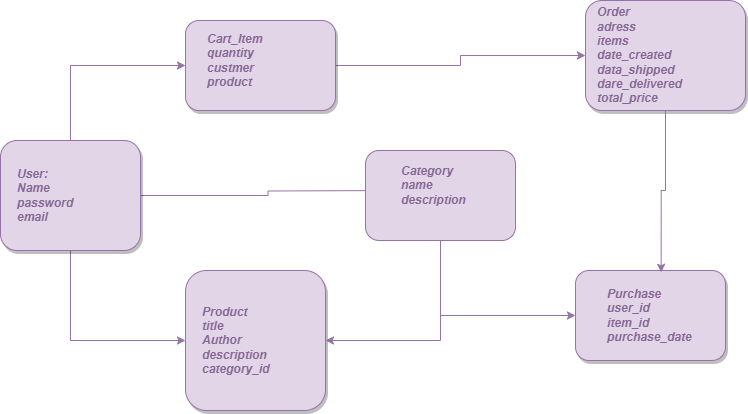 Cart_Item
quantity
custmer
product
Order
adress
items
date_created
data_shipped
dare_delivered
total_price
User:
Name
password
email
Category
name
description
Product
title
Author
description
category_id
Purchase
user_id
item_id
purchase_date